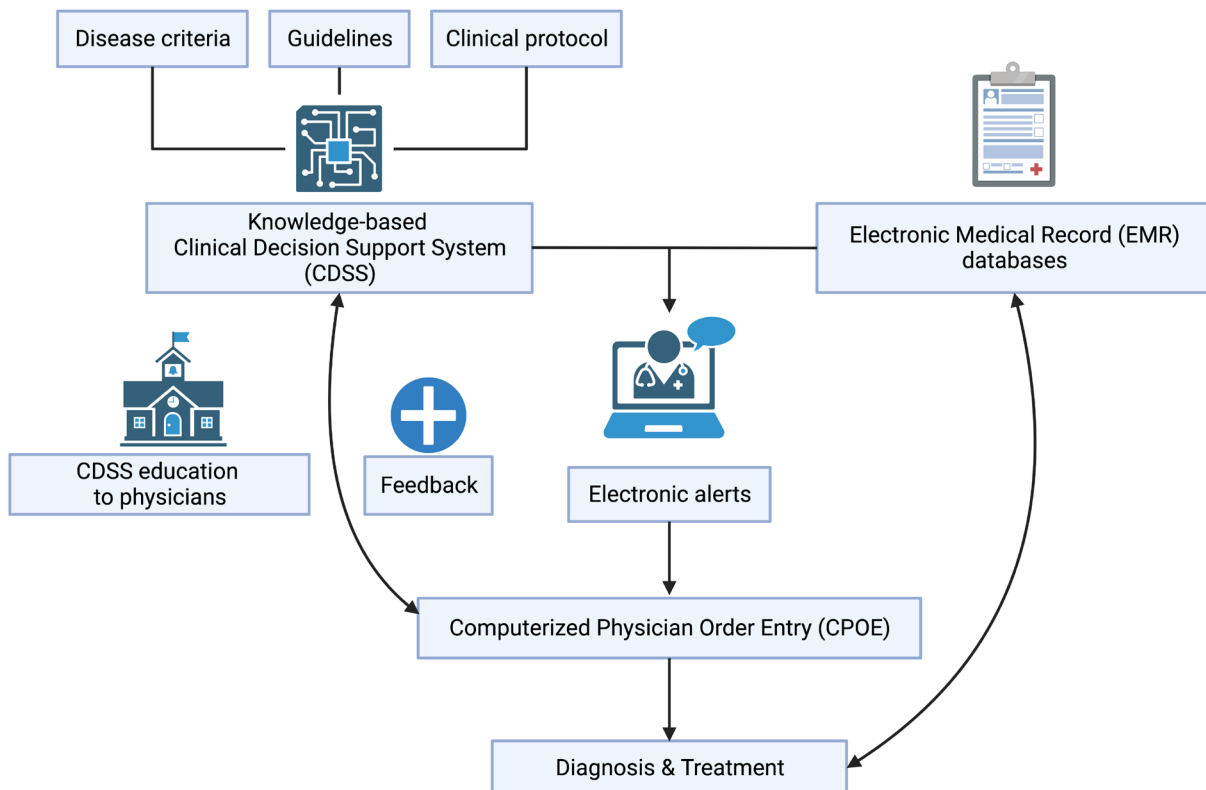 Disease criteria
Guidelines
Clinical protocol
Knowledge-based
Clinical Decision Support System
(CDSS)
Electronic Medical Record (EMR)
databases
CDSS education
to physicians
Feedback
Electronic alerts
Computerized Physician Order Entry (CPOE)
Diagnosis & Treatment